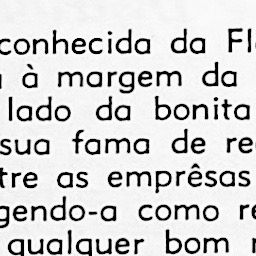 conhecida da Fl
à margem da
lado da bonita
sua fama de re
tre as emprêsas
gendo-a como re
qualquer bom